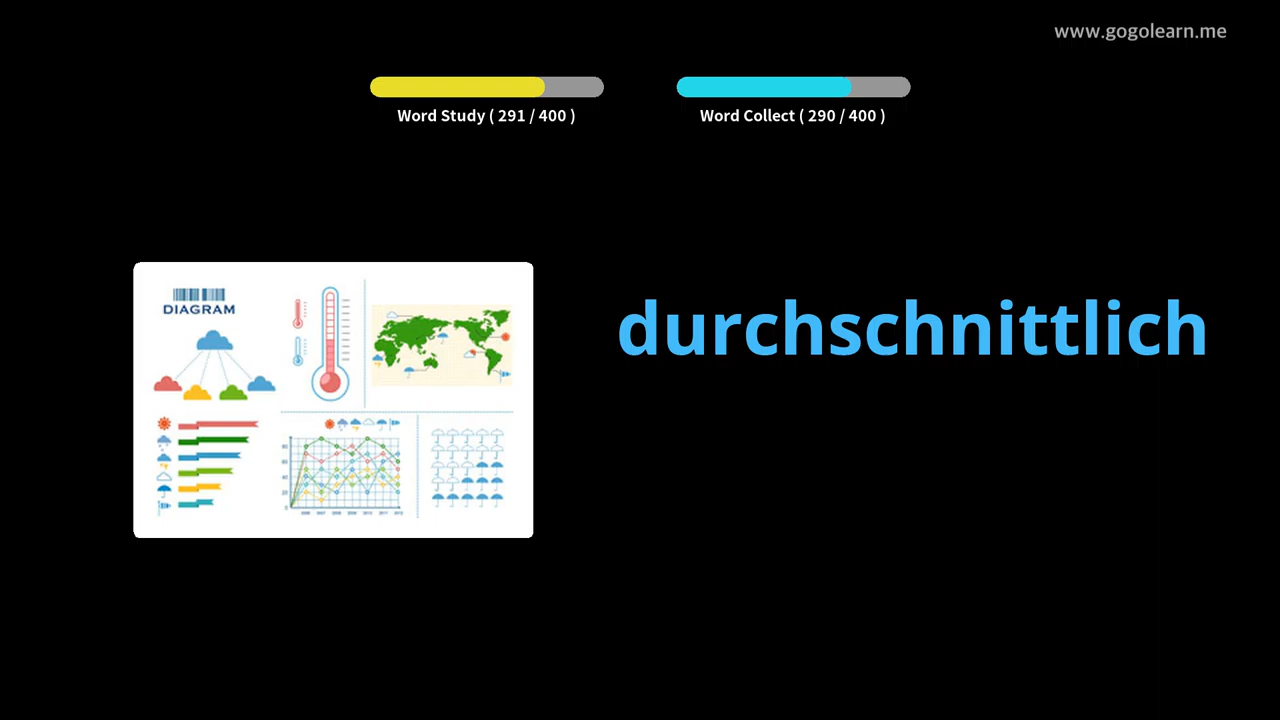 www.gogolearn.me
Word Study ( 291 / 400 )
Word Collect ( 290 / 400 )
DIAGRAM
durchschnittlich